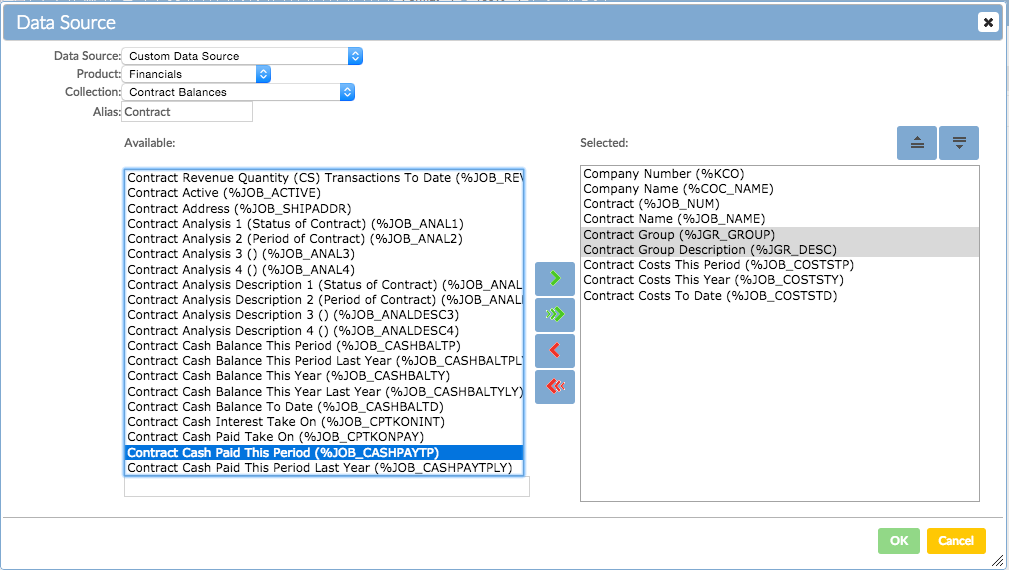 Data Source
Data Source: Custom Data Source
Product: Financials
Collection: Contract Balances
Alias: Contract
Available:
Contract Revenue Quantity (CS) Transactions To Date (%JOB_REV
Contract Active (%JOB_ACTIVE)
Contract Address (%JOB_SHIPADDR)
Contract Analysis 1 (Status of Contract) (%JOB_ANAL1)
Contract Analysis 2 (Period of Contract) (%JOB_ANAL2)
Contract Analysis 3 () (%JOB_ANAL3)
Contract Analysis 4 () (%JOB_ANAL4)
Contract Analysis Description 1 (Status of Contract) (%JOB_ANAL
Contract Analysis Description 2 (Period of Contract) (%JOB_ANAL
Contract Analysis Description 3 () (%JOB_ANALDESC3)
Contract Analysis Description 4 () (%JOB_ANALDESC4)
Contract Cash Balance This Period (%JOB_CASHBALTP)
Contract Cash Balance This Period Last Year (%JOB_CASHBALTPL
Contract Cash Balance This Year (%JOB_CASHBALTY)
Contract Cash Balance This Year Last Year (%JOB_CASHBALTYLY)
Contract Cash Balance To Date (%JOB_CASHBALTD)
Contract Cash Interest Take On (%JOB_CPTKONINT)
Contract Cash Paid Take On (%JOB_CPTKONPAY)
Contract Cash Paid This Period (%JOB_CASHPAYTP)
Contract Cash Paid This Period Last Year (%JOB_CASHPAYTPLY)
Selected:
Company Number (%KCO)
Company Name (%COC_NAME)
Contract (%JOB_NUM)
Contract Name (%JOB_NAME)
Contract Group (%JGR_GROUP)
Contract Group Description (%JGR_DESC)
Contract Costs This Period (%JOB_COSTSTP)
Contract Costs This Year (%JOB_COSTSTY)
Contract Costs To Date (%JOB_COSTSTD)
OK
Cancel